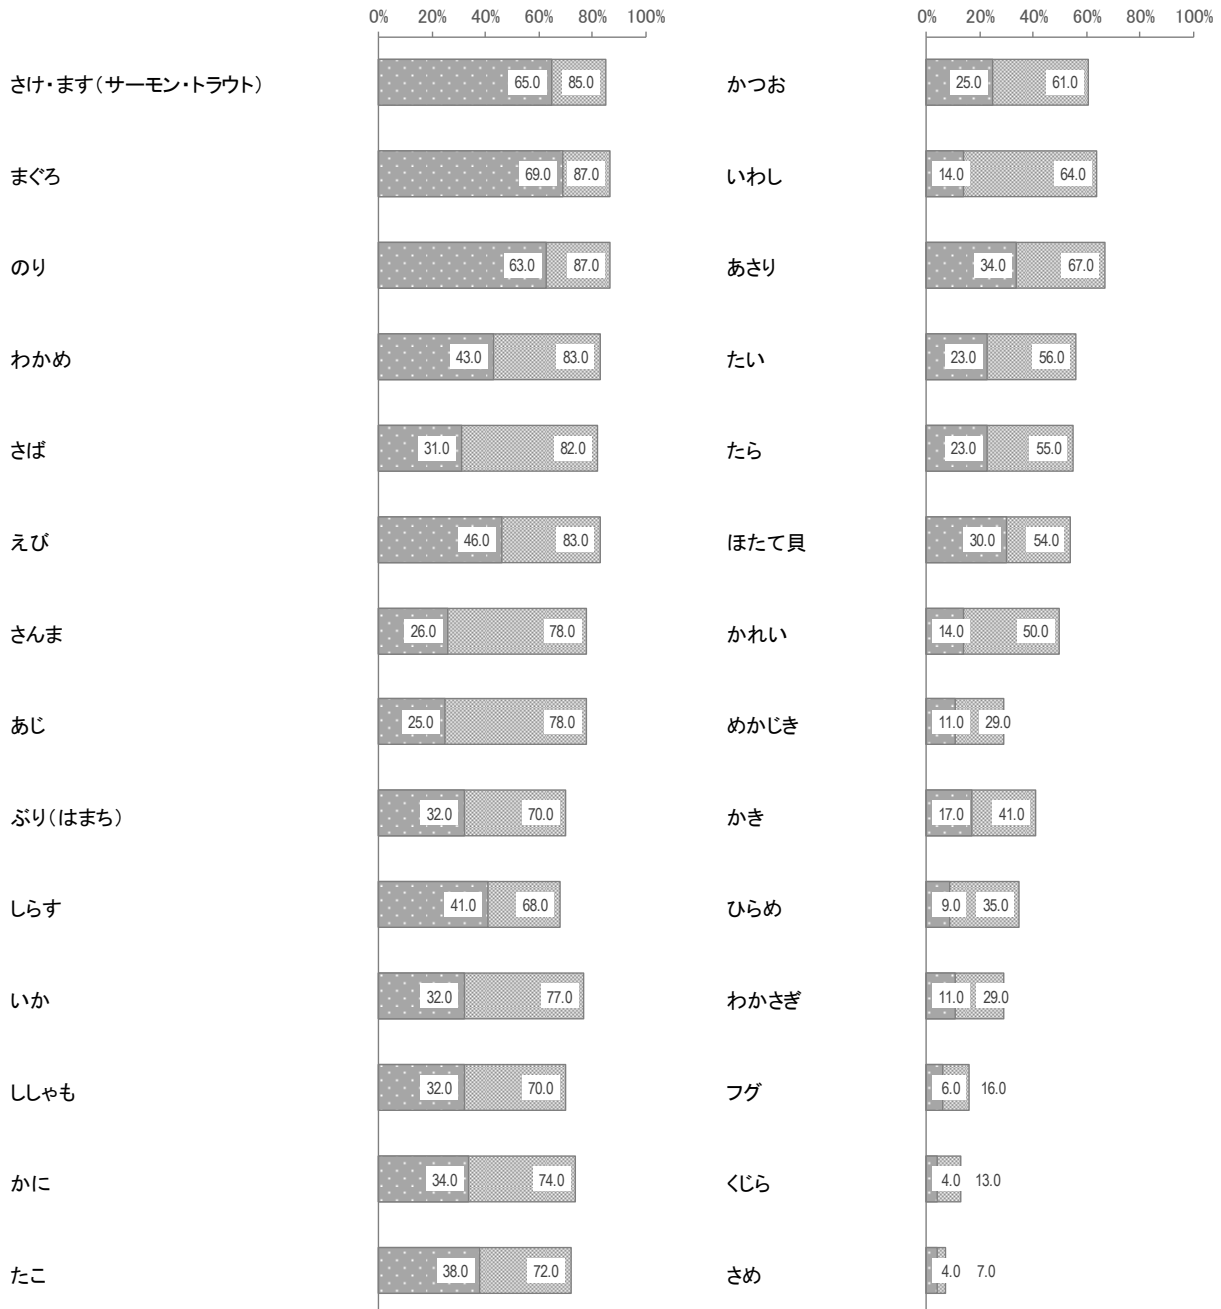 0% 20% 40% 60% 80% 100%
さけ・ます（サーモン・トラウト） 65.0 85.0
まぐろ 69.0 87.0
のり 63.0 87.0
わかめ 43.0 83.0
さば 31.0 82.0
えび 46.0 83.0
さんま 26.0 78.0
あじ 25.0 78.0
ぶり（はまち） 32.0 70.0
しらす 41.0 68.0
いか 32.0 77.0
ししゃも 32.0 70.0
かに 34.0 74.0
たこ 38.0 72.0
0% 20% 40% 60% 80% 100%
かつお 25.0 61.0
いわし 14.0 64.0
あさり 34.0 67.0
たい 23.0 56.0
たら 23.0 55.0
ほたて貝 30.0 54.0
かれい 14.0 50.0
めかじき 11.0 29.0
かき 17.0 41.0
ひらめ 9.0 35.0
わかさぎ 11.0 29.0
フグ 6.0 16.0
くじら 4.0 13.0
さめ 4.0 7.0